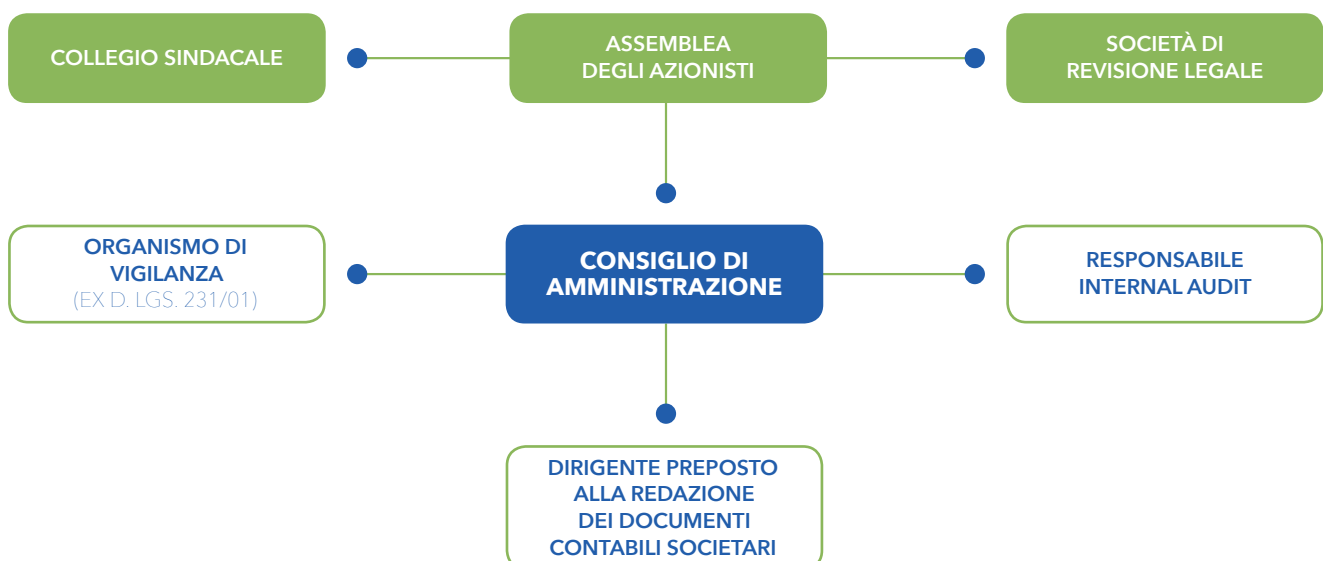 COLLEGIO SINDACALE
ASSEMBLEA
DEGLI AZIONISTI
SOCIETÀ DI
REVISIONE LEGALE
ORGANISMO DI
VIGILANZA
(EX D. LGS. 231/01)
CONSIGLIO DI
AMMINISTRAZIONE
RESPONSABILE
INTERNAL AUDIT
DIRIGENTE PREPOSTO
ALLA REDAZIONE
DEI DOCUMENTI
CONTABILI SOCIETARI